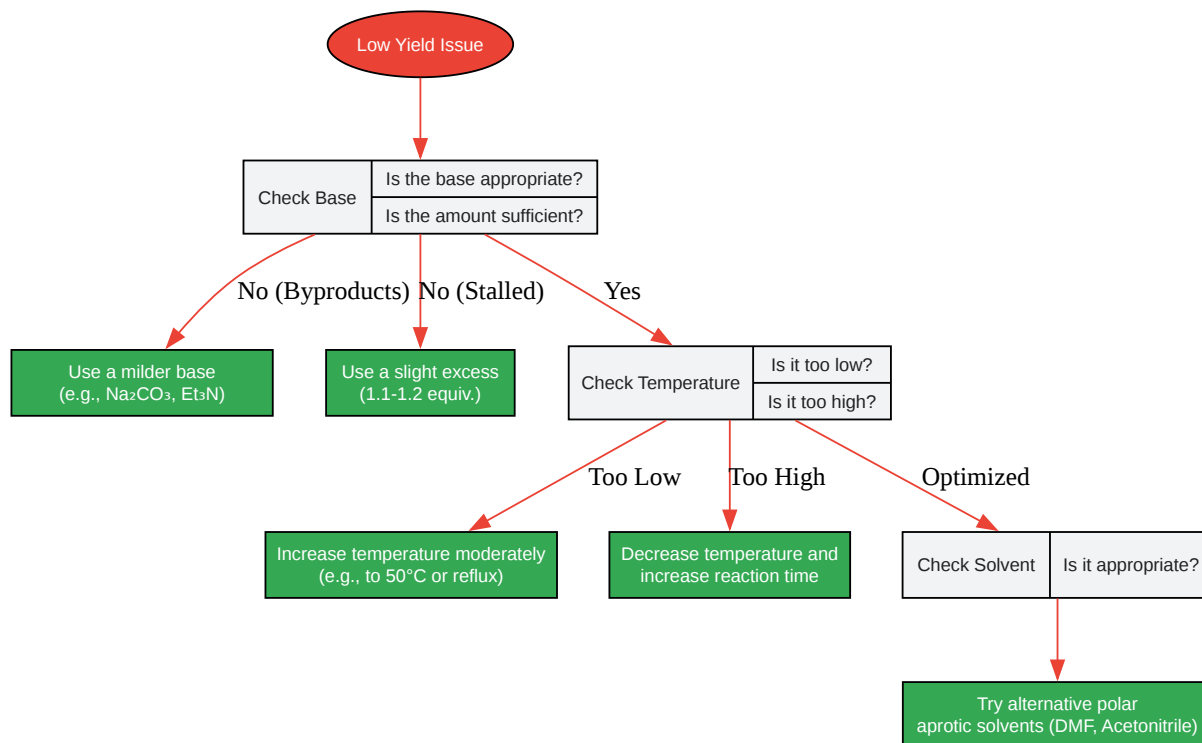 Low Yield Issue
Check Base
Is the base appropriate?
Is the amount sufficient?
No (Byproducts)
No (Stalled)
Yes
Use a milder base
(e.g., Na₂CO₃, Et₃N)
Use a slight excess
(1.1-1.2 equiv.)
Check Temperature
Is it too low?
Is it too high?
Too Low
Too High
Optimized
Increase temperature moderately
(e.g., to 50°C or reflux)
Decrease temperature and
increase reaction time
Check Solvent
Is it appropriate?
Try alternative polar
aprotic solvents (DMF, Acetonitrile)